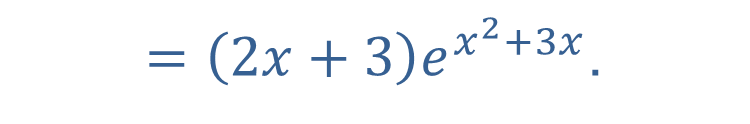 = (2x + 3)e^{x^2+3x}.